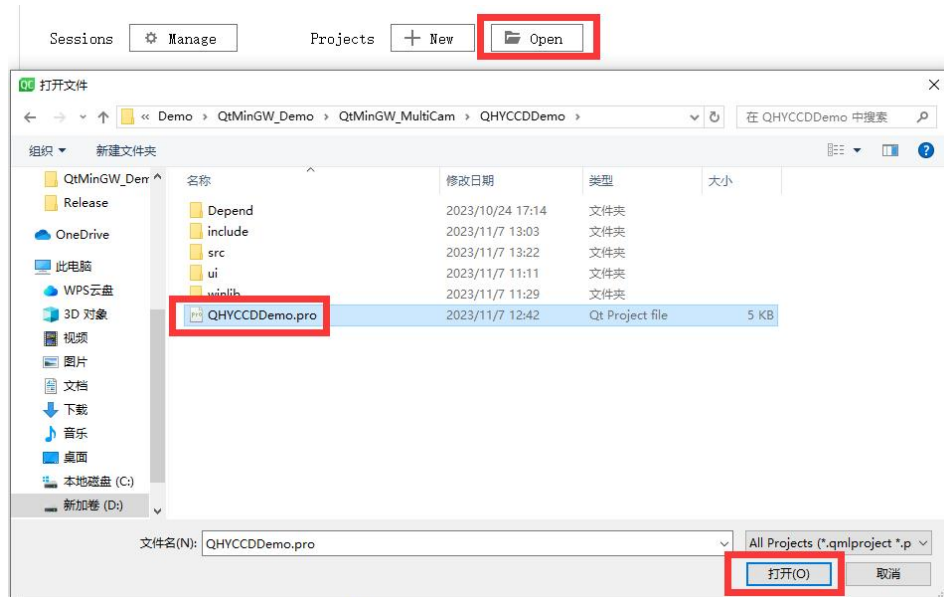 Sessions Manage Projects New Open
QC 打开文件
« Demo › QtMinGW_Demo › QtMinGW_MultiCam › QHYCCDDemo › 在 QHYCCDDemo 中搜索
组织 新建文件夹
名称 修改日期 类型 大小
QtMinGW_Dem
Release
OneDrive
此电脑
WPS云盘
3D 对象
视频
图片
文档
下载
音乐
桌面
本地磁盘 (C:)
新加卷 (D:)
Depend 2023/10/24 17:14 文件夹
include 2023/11/7 13:03 文件夹
src 2023/11/7 13:22 文件夹
ui 2023/11/7 11:11 文件夹
winlib 2023/11/7 11:29 文件夹
QHYCCDDemo.pro 2023/11/7 12:42 Qt Project file 5 KB
文件名(N): QHYCCDDemo.pro All Projects (*.qmlproject *.p
打开(O) 取消